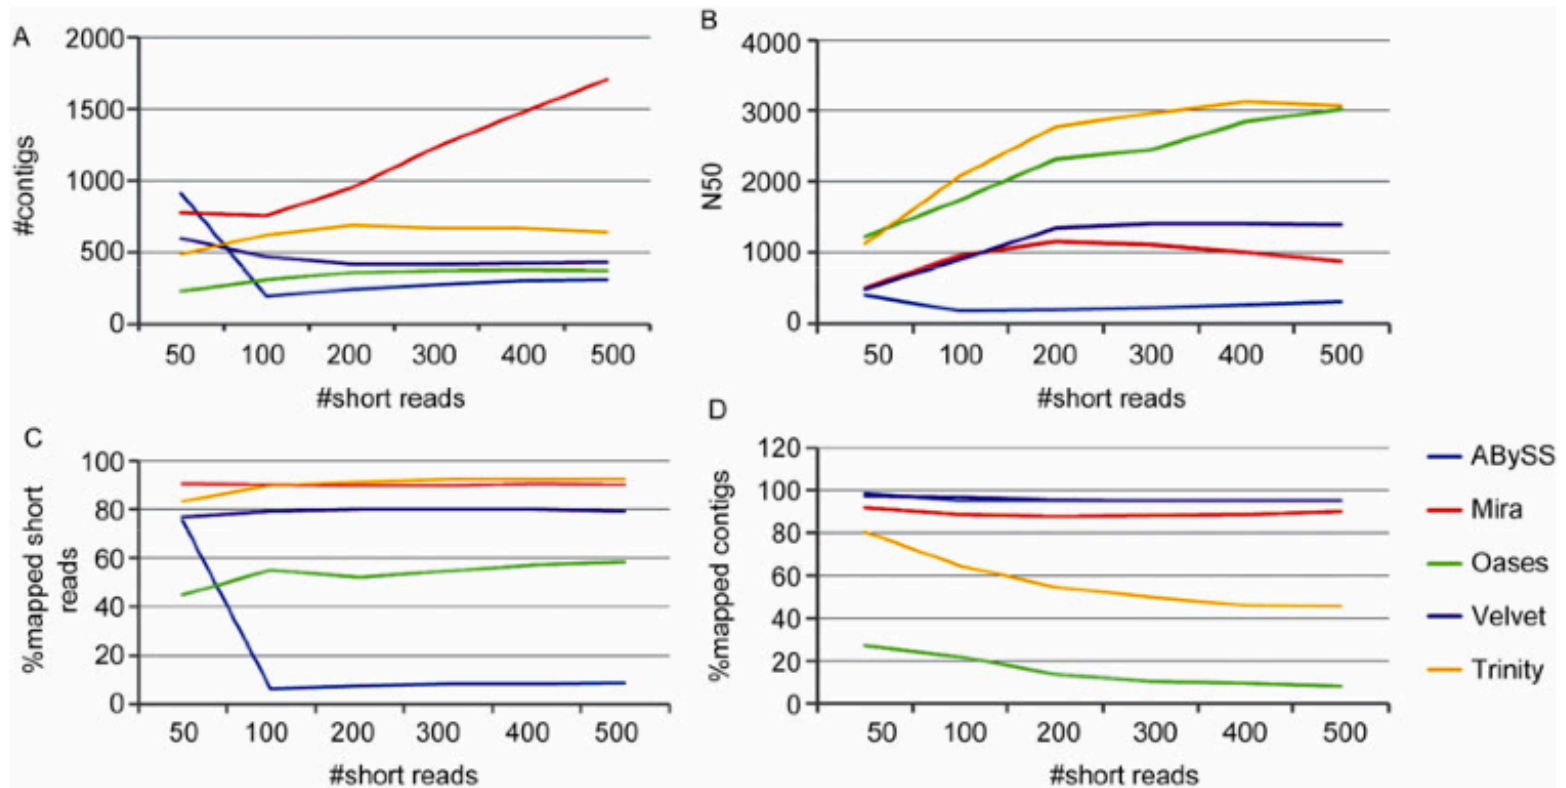 A
2000
1500
1000
500
0
#contigs
50 100 200 300 400 500
#short reads
B
4000
3000
2000
1000
0
N50
50 100 200 300 400 500
#short reads
C
100
80
60
40
20
0
%mapped short
reads
50 100 200 300 400 500
#short reads
D
120
100
80
60
40
20
0
%mapped contigs
50 100 200 300 400 500
#short reads
ABySS
Mira
Oases
Velvet
Trinity